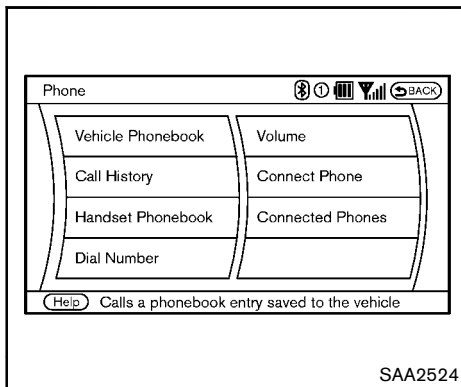 Phone ① BACK
Vehicle Phonebook
Call History
Handset Phonebook
Dial Number
Volume
Connect Phone
Connected Phones
Help Calls a phonebook entry saved to the vehicle
SAA2524